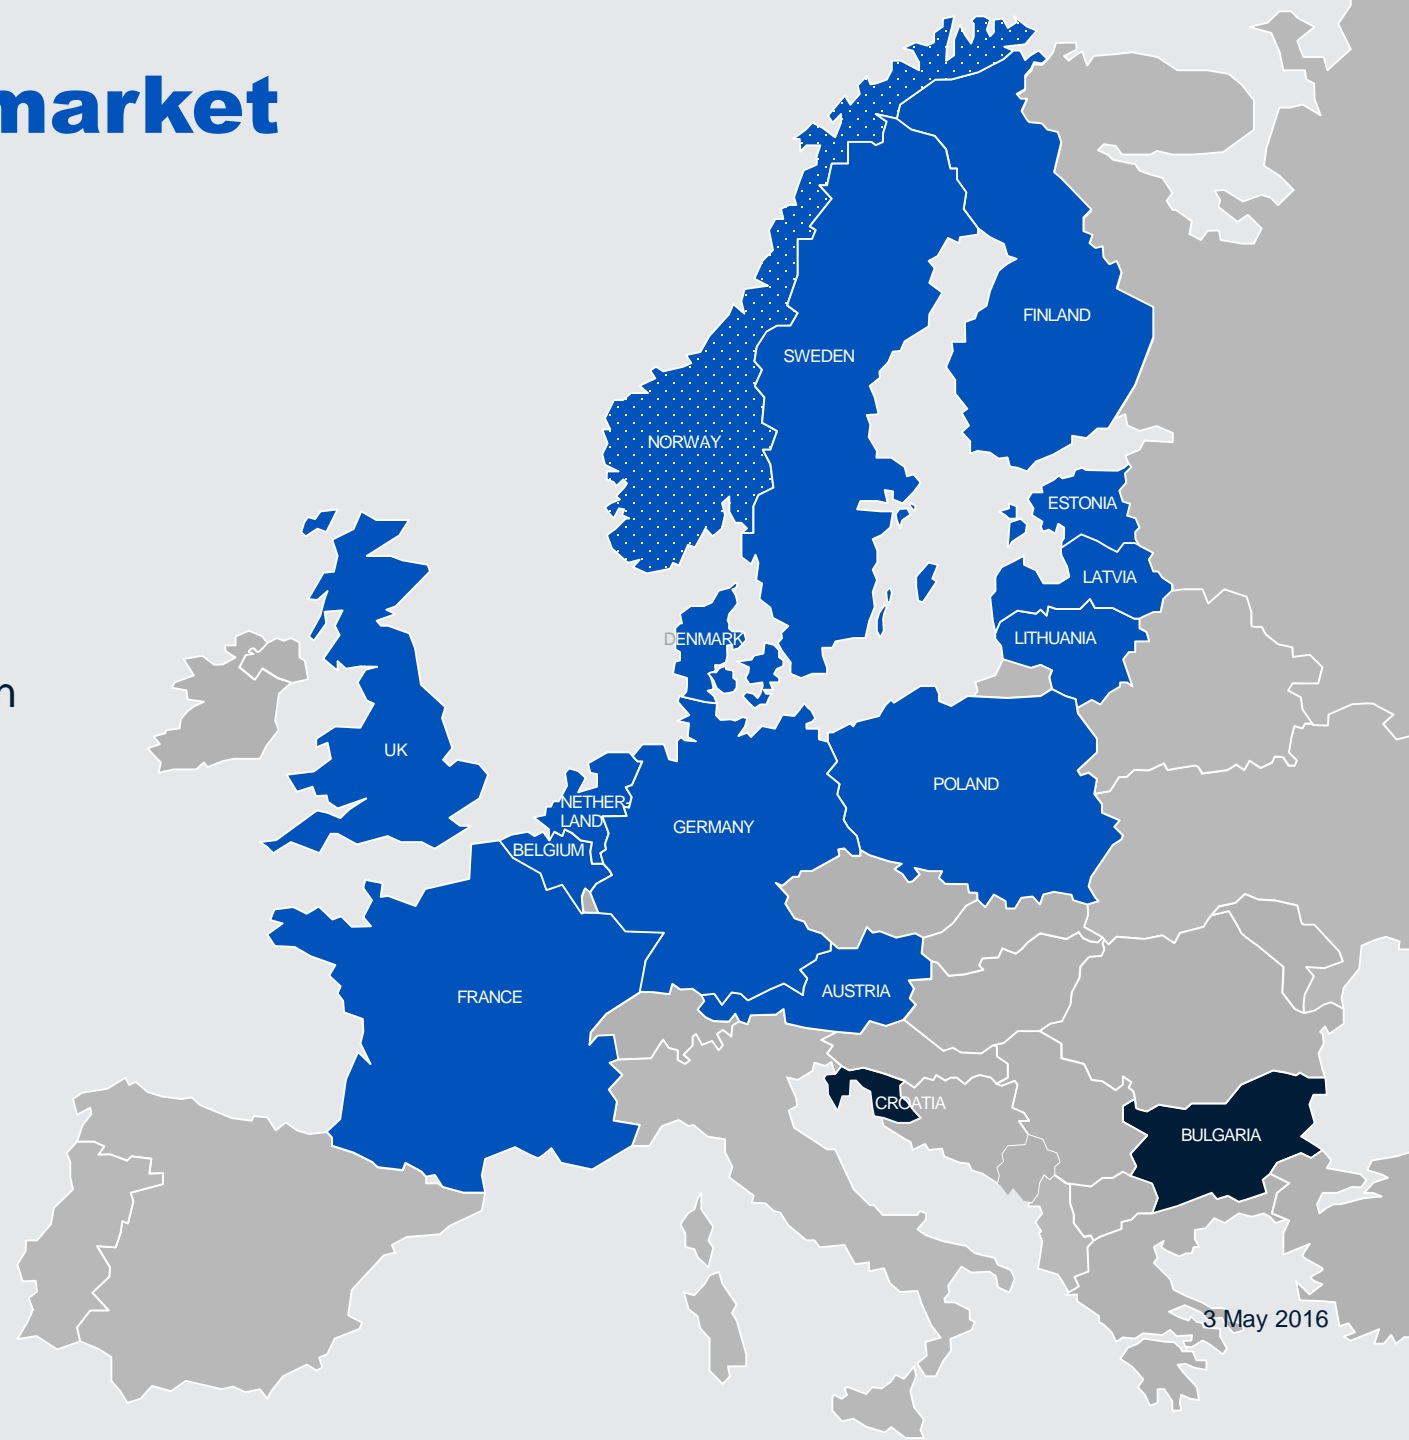 market
FINLAND
SWEDEN
NORWAY
ESTONIA
LATVIA
DENMARK
LITHUANIA
UK
POLAND
NETHER-
LAND
GERMANY
BELGIUM
AUSTRIA
FRANCE
CROATIA
BULGARIA
3 May 2016